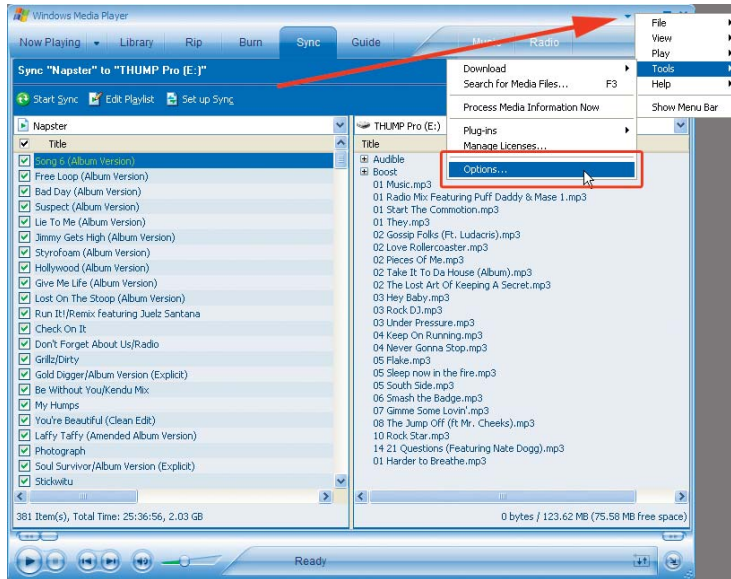 Windows Media Player
Now Playing Library Rip Burn Sync Guide Music Radio
File
View
Play
Tools
Help
Show Menu Bar
Download
Search for Media Files... F3
Process Media Information Now
Plug-ins
Manage Licenses...
Options...
Sync "Napster" to "THUMP Pro (E:)"
Start Sync Edit Playlist Set up Sync
Napster
Title
Song 6 (Album Version)
Free Loop (Album Version)
Bad Day (Album Version)
Suspect (Album Version)
Lie To Me (Album Version)
Jimmy Gets High (Album Version)
Styrofoam (Album Version)
Hollywood (Album Version)
Give Me Life (Album Version)
Lost On The Stoop (Album Version)
Run It!/Remix featuring Juelz Santana
Check On It
Don't Forget About Us/Radio
Grillz/Dirty
Gold Digger/Album Version (Explicit)
Be Without You/Kendu Mix
My Humps
You're Beautiful (Clean Edit)
Laffy Taffy (Amended Album Version)
Photograph
Soul Survivor/Album Version (Explicit)
Stickwitu
381 Item(s), Total Time: 25:36:56, 2.03 GB
THUMP Pro (E:)
Title
Audible
Boost
01 Music.mp3
01 Radio Mix Featuring Puff Daddy & Mase 1.mp3
01 Start The Commotion.mp3
01 They.mp3
02 Gossip Folks (Ft. Ludacris).mp3
02 Love Rollercoaster.mp3
02 Pieces Of Me.mp3
02 Take It To Da House (Album).mp3
02 The Lost Art Of Keeping A Secret.mp3
03 Hey Baby.mp3
03 Rock DJ.mp3
03 Under Pressure.mp3
04 Keep On Running.mp3
04 Never Gonna Stop.mp3
05 Flake.mp3
05 Sleep now in the fire.mp3
05 South Side.mp3
06 Smash the Badge.mp3
07 Gimme Some Lovin'.mp3
08 The Jump Off (ft Mr. Cheeks).mp3
10 Rock Star.mp3
14 21 Questions (Featuring Nate Dogg).mp3
01 Harder to Breathe.mp3
0 bytes / 123.62 MB (75.58 MB free space)
Ready